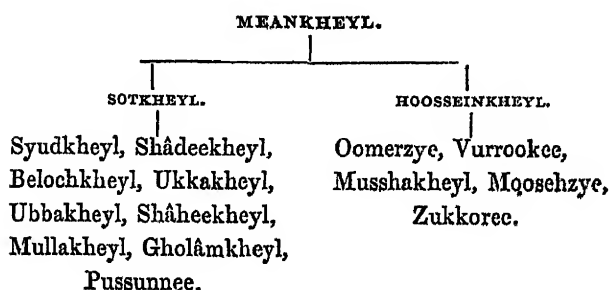 MEANKHEYL.
SOTKHEYL.
Syudkheyl, Shâdeekheyl,
Belochkheyl, Ukkakheyl,
Ubbakheyl, Shâheekheyl,
Mullakheyl, Gholâmkheyl,
Pussunnee.
HOOSSEINKHEYL.
Oomerzye, Vurrookee,
Musshakheyl, Moosehzye,
Zukkoree.